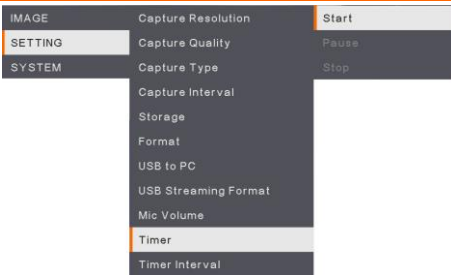 IMAGE
SETTING
SYSTEM
Capture Resolution
Capture Quality
Capture Type
Capture Interval
Storage
Format
USB to PC
USB Streaming Format
Mic Volume
Timer
Timer Interval
Start
Pause
Stop